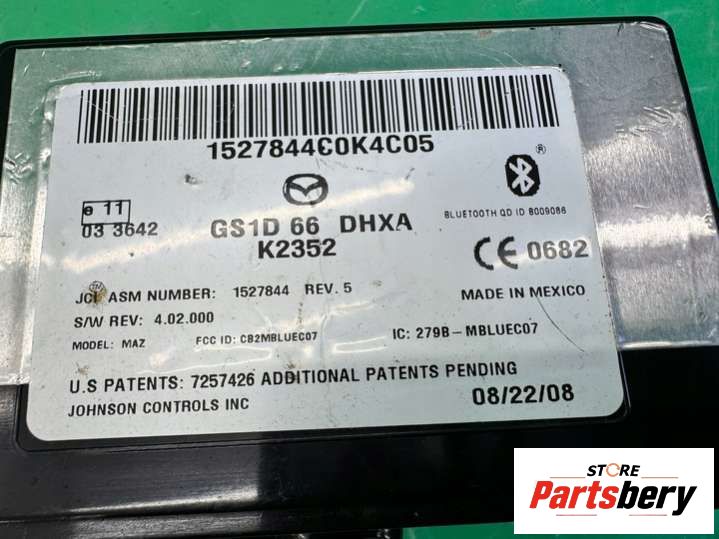 1527844C0K4C05
®
e 11
03 3642
GS1D 66 DHXA
K2352
BLUETOOTH QD ID B009086
CE 0682
JCI ASM NUMBER: 1527844 REV. 5
MADE IN MEXICO
S/W REV: 4.02.000
MODEL: MAZ FCC ID: CB2MBLUEC07 IC: 279B-MBLUEC07
U.S PATENTS: 7257426 ADDITIONAL PATENTS PENDING
JOHNSON CONTROLS INC 08/22/08
STORE
Partsbery